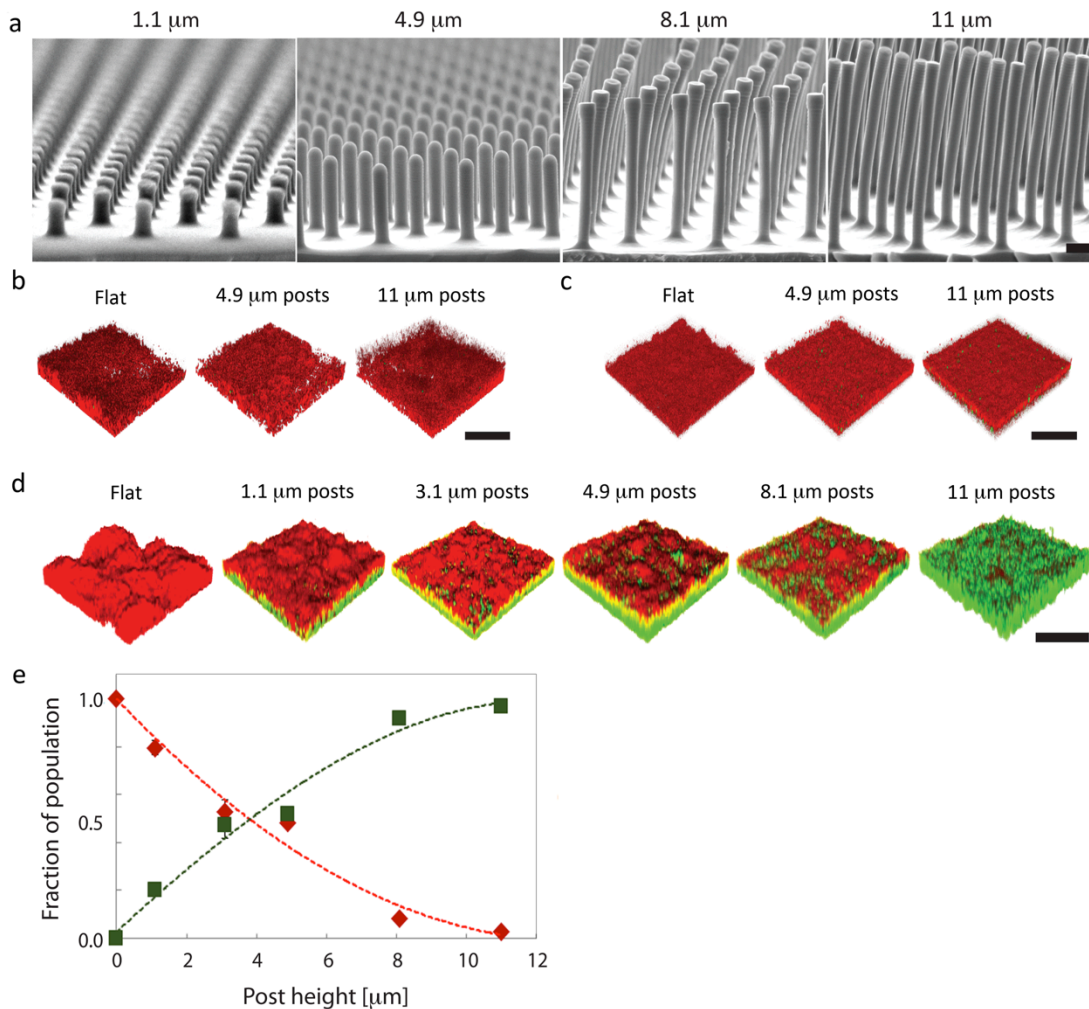 a 1.1 μm 4.9 μm 8.1 μm 11 μm
b Flat 4.9 μm posts 11 μm posts
c Flat 4.9 μm posts 11 μm posts
d Flat 1.1 μm posts 3.1 μm posts 4.9 μm posts 8.1 μm posts 11 μm posts
e
Fraction of population
1.0
0.5
0.0
0 2 4 6 8 10 12
Post height [μm]